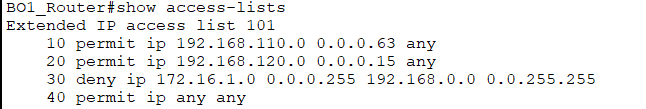 BO1_Router#show access-lists
Extended IP access list 101
10 permit ip 192.168.110.0 0.0.0.63 any
20 permit ip 192.168.120.0 0.0.0.15 any
30 deny ip 172.16.1.0 0.0.0.255 192.168.0.0 0.0.255.255
40 permit ip any any